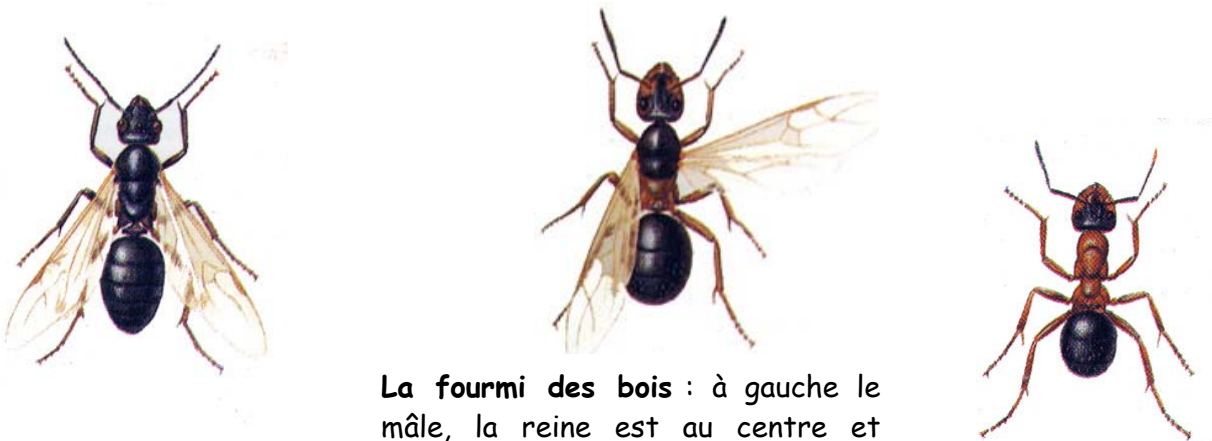 La fourmi des bois : à gauche le
mâle, la reine est au centre et